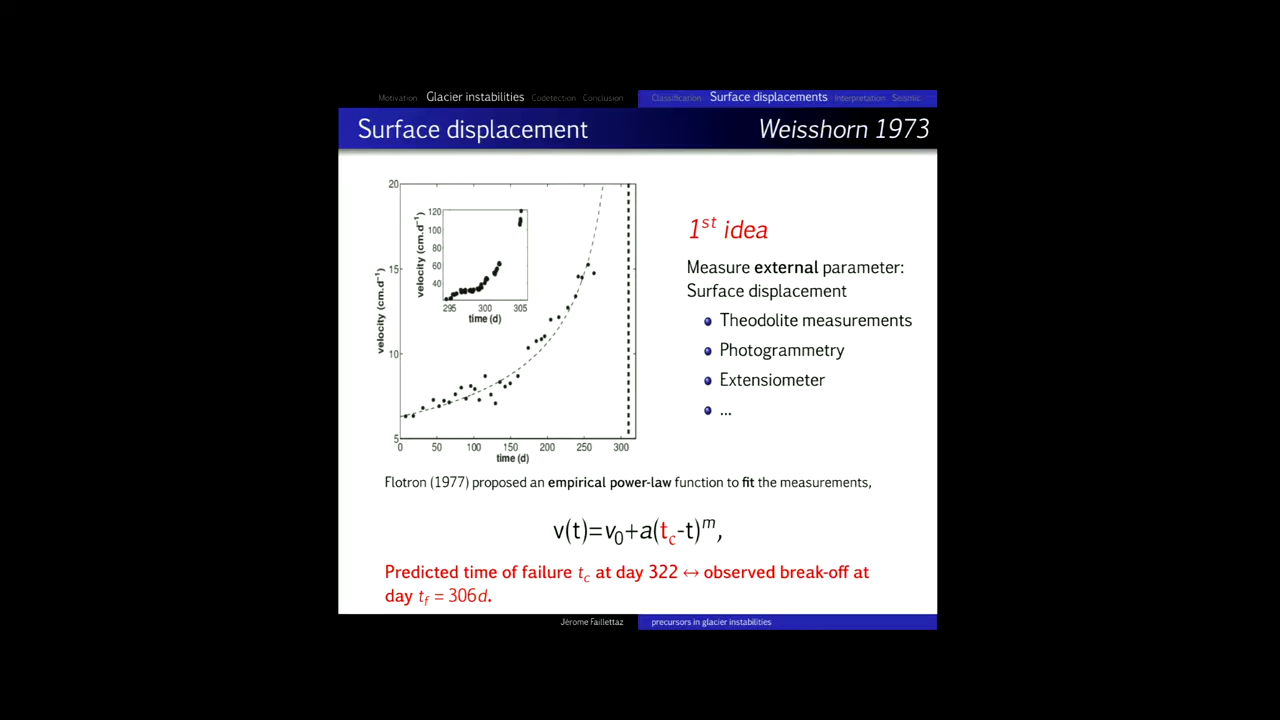 Motivation Glacier instabilities Codetection Conclusion Classification Surface displacements Interpretation Seismic
Surface displacement Weisshorn 1973
20
15
10
5
velocity (cm.d⁻¹)
0 50 100 150 200 250 300
time (d)
120
100
80
60
40
velocity (cm.d⁻¹)
295 300 305
time (d)
1ˢᵗ idea
Measure external parameter:
Surface displacement
Theodolite measurements
Photogrammetry
Extensiometer
...
Flotron (1977) proposed an empirical power-law function to fit the measurements,
v(t)=v₀+a(t_c-t)ᵐ,
Predicted time of failure t_c at day 322 ↔ observed break-off at
day t_f = 306d.
Jérome Faillettaz precursors in glacier instabilities